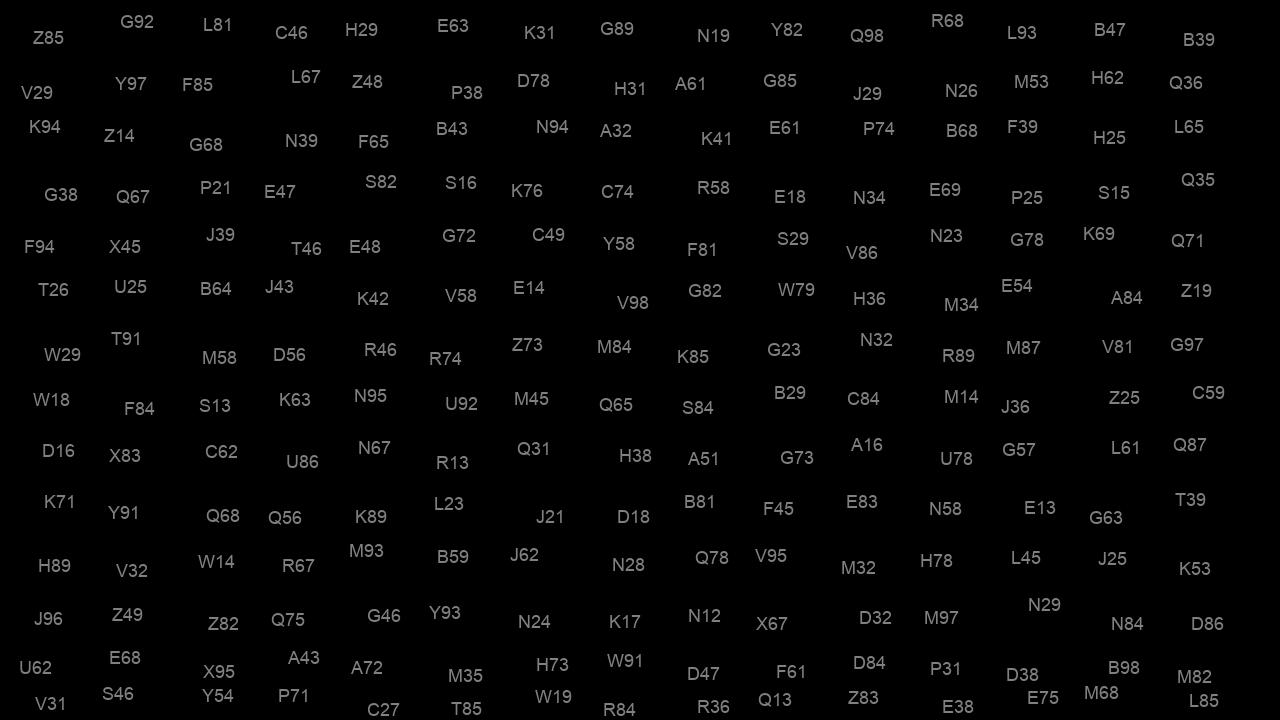 Z85 G92 L81 C46 H29 E63 K31 G89 N19 Y82 Q98 R68 L93 B47 B39
V29 Y97 F85 L67 Z48 P38 D78 H31 A61 G85 J29 N26 M53 H62 Q36
K94 Z14 G68 N39 F65 B43 N94 A32 K41 E61 P74 B68 F39 H25 L65
G38 Q67 P21 E47 S82 S16 K76 C74 R58 E18 N34 E69 P25 S15 Q35
F94 X45 J39 T46 E48 G72 C49 Y58 F81 S29 V86 N23 G78 K69 Q71
T26 U25 B64 J43 K42 V58 E14 V98 G82 W79 H36 M34 E54 A84 Z19
W29 T91 M58 D56 R46 R74 Z73 M84 K85 G23 N32 R89 M87 V81 G97
W18 F84 S13 K63 N95 U92 M45 Q65 S84 B29 C84 M14 J36 Z25 C59
D16 X83 C62 U86 N67 R13 Q31 H38 A51 G73 A16 U78 G57 L61 Q87
K71 Y91 Q68 Q56 K89 L23 J21 D18 B81 F45 E83 N58 E13 G63 T39
H89 V32 W14 R67 M93 B59 J62 N28 Q78 V95 M32 H78 L45 J25 K53
J96 Z49 Z82 Q75 G46 Y93 N24 K17 N12 X67 D32 M97 N29 N84 D86
U62 E68 X95 A43 A72 M35 H73 W91 D47 F61 D84 P31 D38 B98 M82
V31 S46 Y54 P71 C27 T85 W19 R84 R36 Q13 Z83 E38 E75 M68 L85